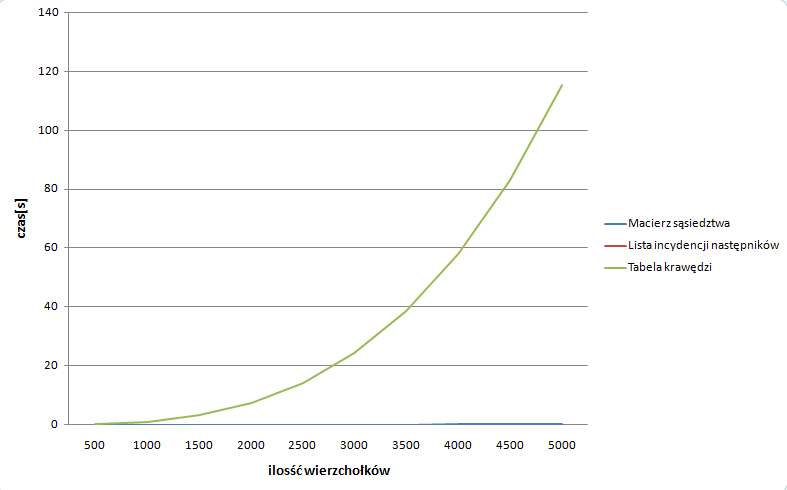 140
120
100
80
60
40
20
0
czas[s]
500 1000 1500 2000 2500 3000 3500 4000 4500 5000
ilosść wierzchołków
Macierz sąsiedztwa
Lista incydencji następników
Tabela krawędzi